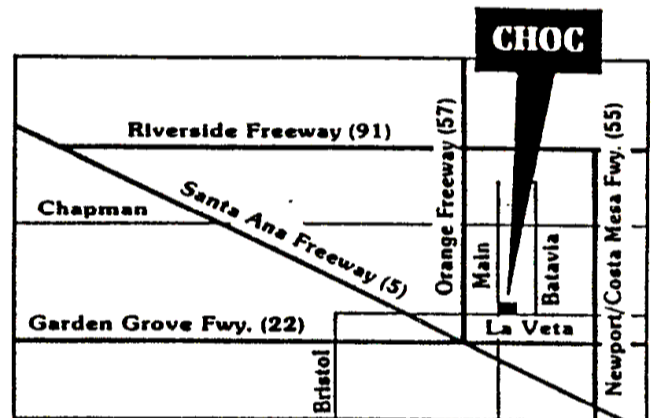 CHOC
Riverside Freeway (91)
Orange Freeway (57)
Newport/Costa Mesa Fwy. (55)
Santa Ana Freeway (5)
Chapman
Main
Batavia
Garden Grove Fwy. (22)
La Veta
Bristol